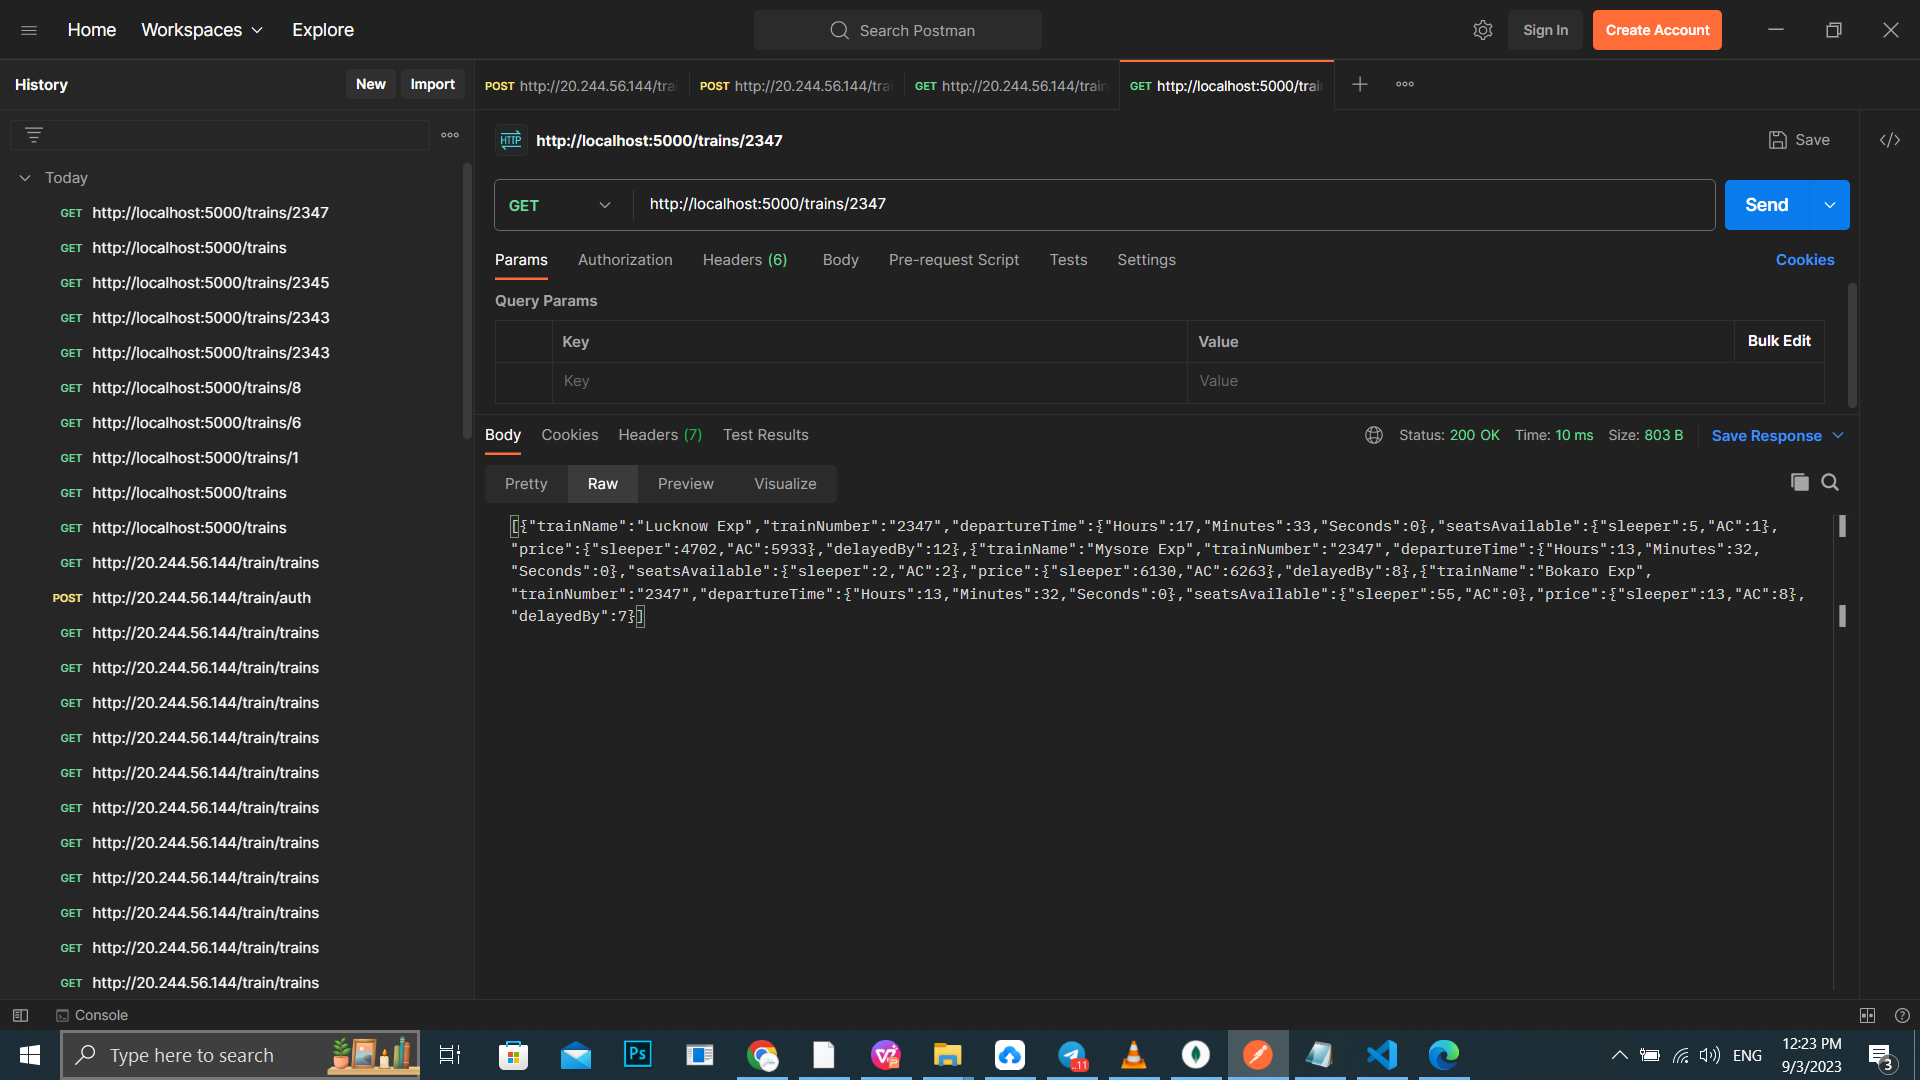 Home
Workspaces
Explore
Search Postman
Sign In
Create Account
History
New
Import
POST http://20.244.56.144/trai
POST http://20.244.56.144/trai
GET http://20.244.56.144/train
GET http://localhost:5000/trai
HTTP http://localhost:5000/trains/2347
Save
Today
GET http://localhost:5000/trains/2347
GET http://localhost:5000/trains
GET http://localhost:5000/trains/2345
GET http://localhost:5000/trains/2343
GET http://localhost:5000/trains/2343
GET http://localhost:5000/trains/8
GET http://localhost:5000/trains/6
GET http://localhost:5000/trains/1
GET http://localhost:5000/trains
GET http://localhost:5000/trains
GET http://20.244.56.144/train/trains
POST http://20.244.56.144/train/auth
GET http://20.244.56.144/train/trains
GET http://20.244.56.144/train/trains
GET http://20.244.56.144/train/trains
GET http://20.244.56.144/train/trains
GET http://20.244.56.144/train/trains
GET http://20.244.56.144/train/trains
GET http://20.244.56.144/train/trains
GET http://20.244.56.144/train/trains
GET http://20.244.56.144/train/trains
GET http://20.244.56.144/train/trains
GET http://20.244.56.144/train/trains
GET http://localhost:5000/trains/2347
Send
Params Authorization Headers (6) Body Pre-request Script Tests Settings Cookies
Query Params
Key Value Bulk Edit
Key Value
Body Cookies Headers (7) Test Results
Status: 200 OK Time: 10 ms Size: 803 B Save Response
Pretty Raw Preview Visualize
[{"trainName":"Lucknow Exp","trainNumber":"2347","departureTime":{"Hours":17,"Minutes":33,"Seconds":0},"seatsAvailable":{"sleeper":5,"AC":1},
"price":{"sleeper":4702,"AC":5933},"delayedBy":12},{"trainName":"Mysore Exp","trainNumber":"2347","departureTime":{"Hours":13,"Minutes":32,
"Seconds":0},"seatsAvailable":{"sleeper":2,"AC":2},"price":{"sleeper":6130,"AC":6263},"delayedBy":8},{"trainName":"Bokaro Exp",
"trainNumber":"2347","departureTime":{"Hours":13,"Minutes":32,"Seconds":0},"seatsAvailable":{"sleeper":55,"AC":0},"price":{"sleeper":13,"AC":8},
"delayedBy":7}]
Console
Type here to search
Ps
..11
ENG
12:23 PM
9/3/2023
3